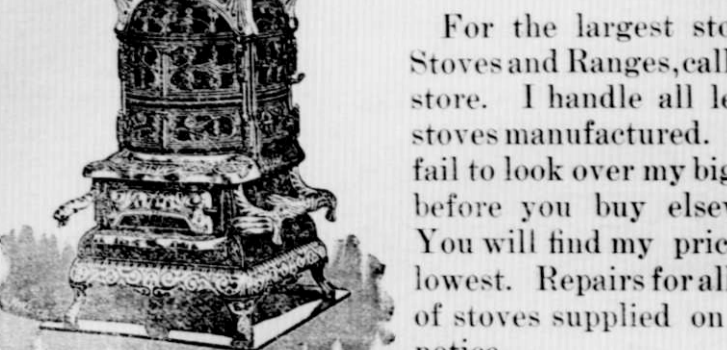 For the largest sto
Stoves and Ranges, call
store. I handle all le
stoves manufactured.
fail to look over my big
before you buy elsew
You will find my pric
lowest. Repairs for all
of stoves supplied on
notice